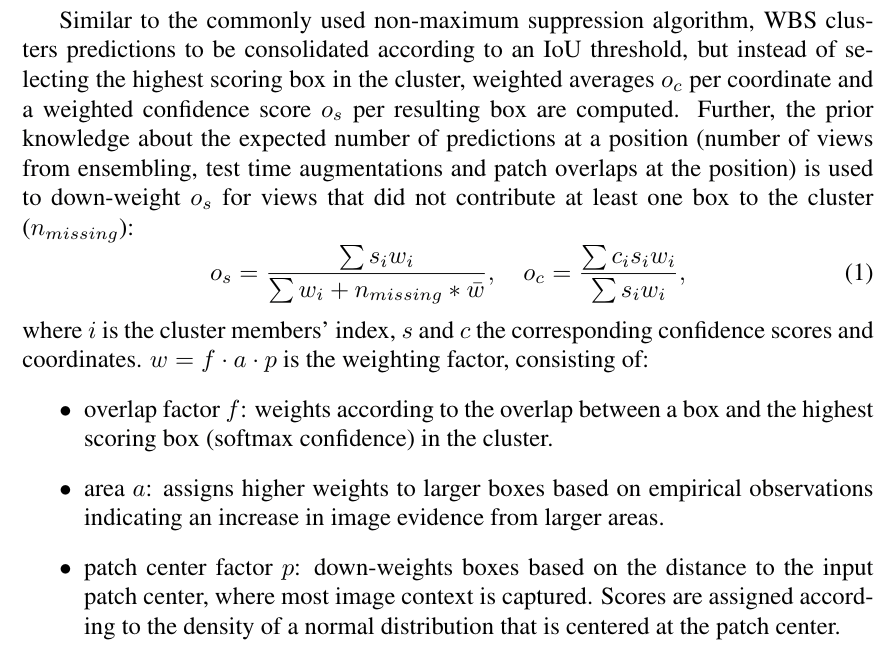 Similar to the commonly used non-maximum suppression algorithm, WBS clus-
ters predictions to be consolidated according to an IoU threshold, but instead of se-
lecting the highest scoring box in the cluster, weighted averages o_c per coordinate and
a weighted confidence score o_s per resulting box are computed. Further, the prior
knowledge about the expected number of predictions at a position (number of views
from ensembling, test time augmentations and patch overlaps at the position) is used
to down-weight o_s for views that did not contribute at least one box to the cluster
(n_{missing}):
o_s = \frac{\sum s_i w_i}{\sum w_i + n_{missing} * \bar{w}}, o_c = \frac{\sum c_i s_i w_i}{\sum s_i w_i}, (1)
where i is the cluster members' index, s and c the corresponding confidence scores and
coordinates. w = f · a · p is the weighting factor, consisting of:
• overlap factor f: weights according to the overlap between a box and the highest
scoring box (softmax confidence) in the cluster.
• area a: assigns higher weights to larger boxes based on empirical observations
indicating an increase in image evidence from larger areas.
• patch center factor p: down-weights boxes based on the distance to the input
patch center, where most image context is captured. Scores are assigned accord-
ing to the density of a normal distribution that is centered at the patch center.